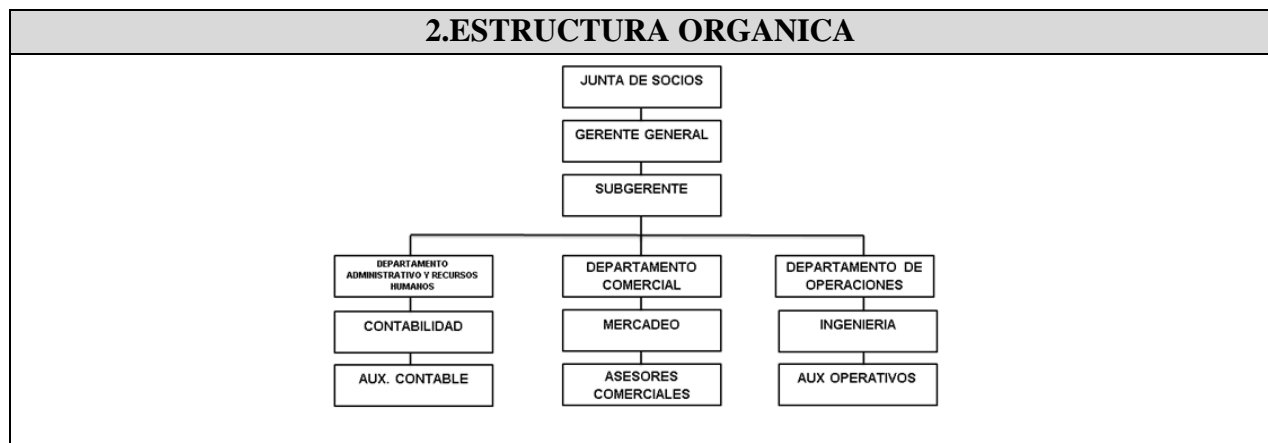 2.ESTRUCTURA ORGANICA
JUNTA DE SOCIOS
GERENTE GENERAL
SUBGERENTE
DEPARTAMENTO
ADMINISTRATIVO Y RECURSOS
HUMANOS
DEPARTAMENTO
COMERCIAL
DEPARTAMENTO DE
OPERACIONES
CONTABILIDAD
MERCADEO
INGENIERIA
AUX. CONTABLE
ASESORES
COMERCIALES
AUX OPERATIVOS